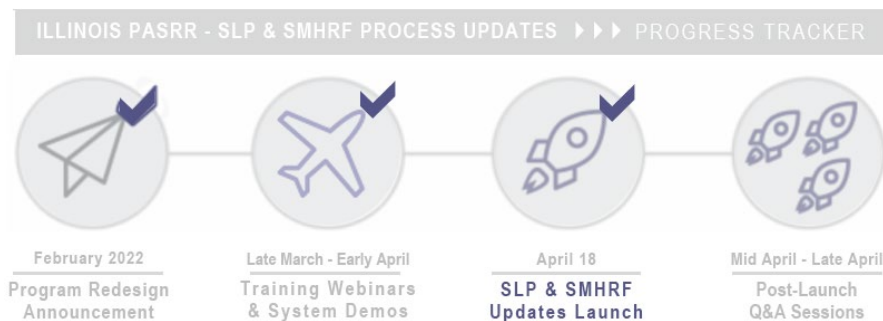 ILLINOIS PASRR - SLP & SMHRF PROCESS UPDATES PROGRESS TRACKER
February 2022
Program Redesign
Announcement
Late March - Early April
Training Webinars
& System Demos
April 18
SLP & SMHRF
Updates Launch
Mid April - Late April
Post-Launch
Q&A Sessions